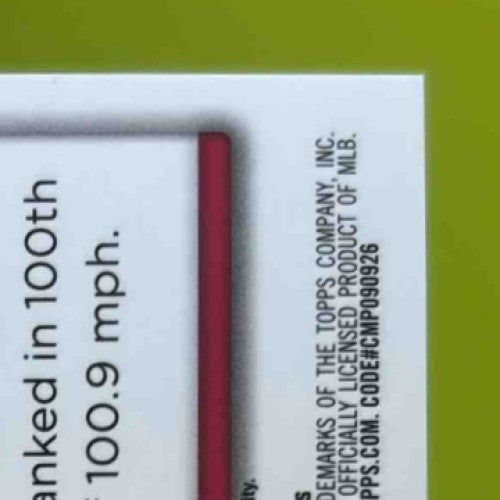 anked in 100th
100.9 mph.
ity.
s
DEMARKS OF THE TOPPS COMPANY, INC.
OFFICIALLY LICENSED PRODUCT OF MLB.
PPS.COM. CODE#CMP090926